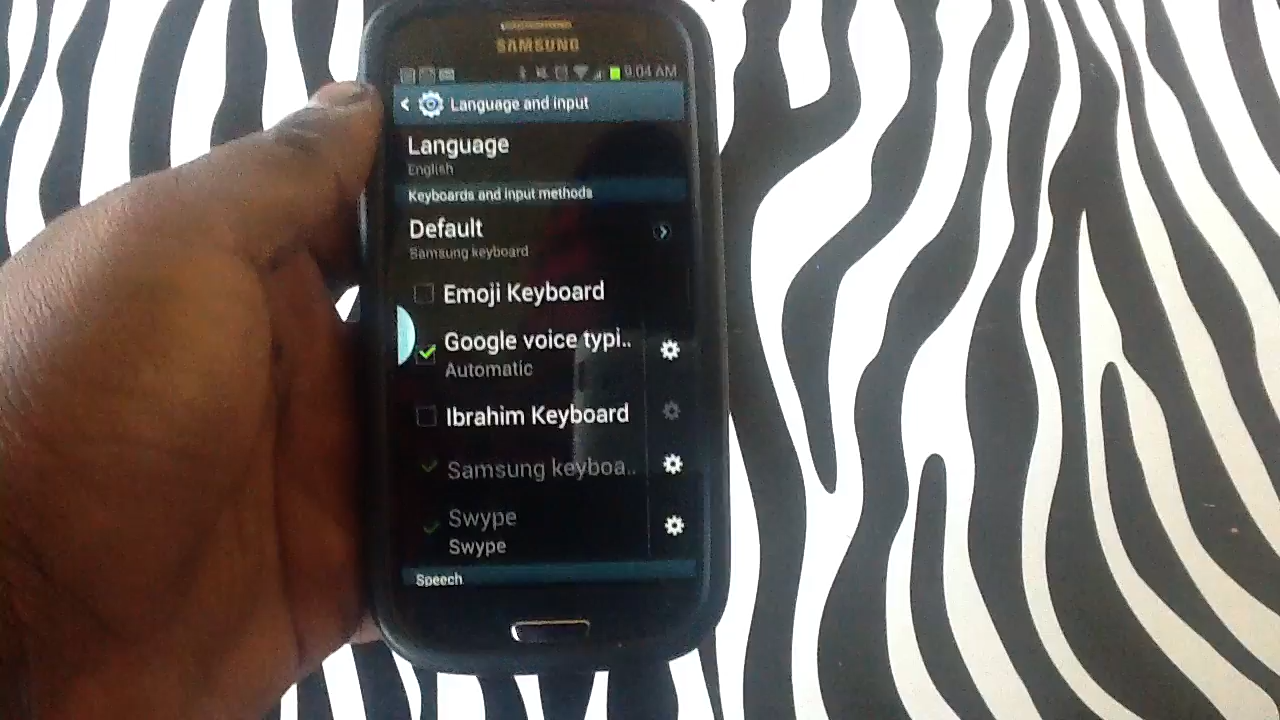 SAMSUNG
9:04 AM
Language and input
Language
English
Keyboards and input methods
Default
Samsung keyboard
Emoji Keyboard
Google voice typi..
Automatic
Ibrahim Keyboard
Samsung keyboa..
Swype
Swype
Speech